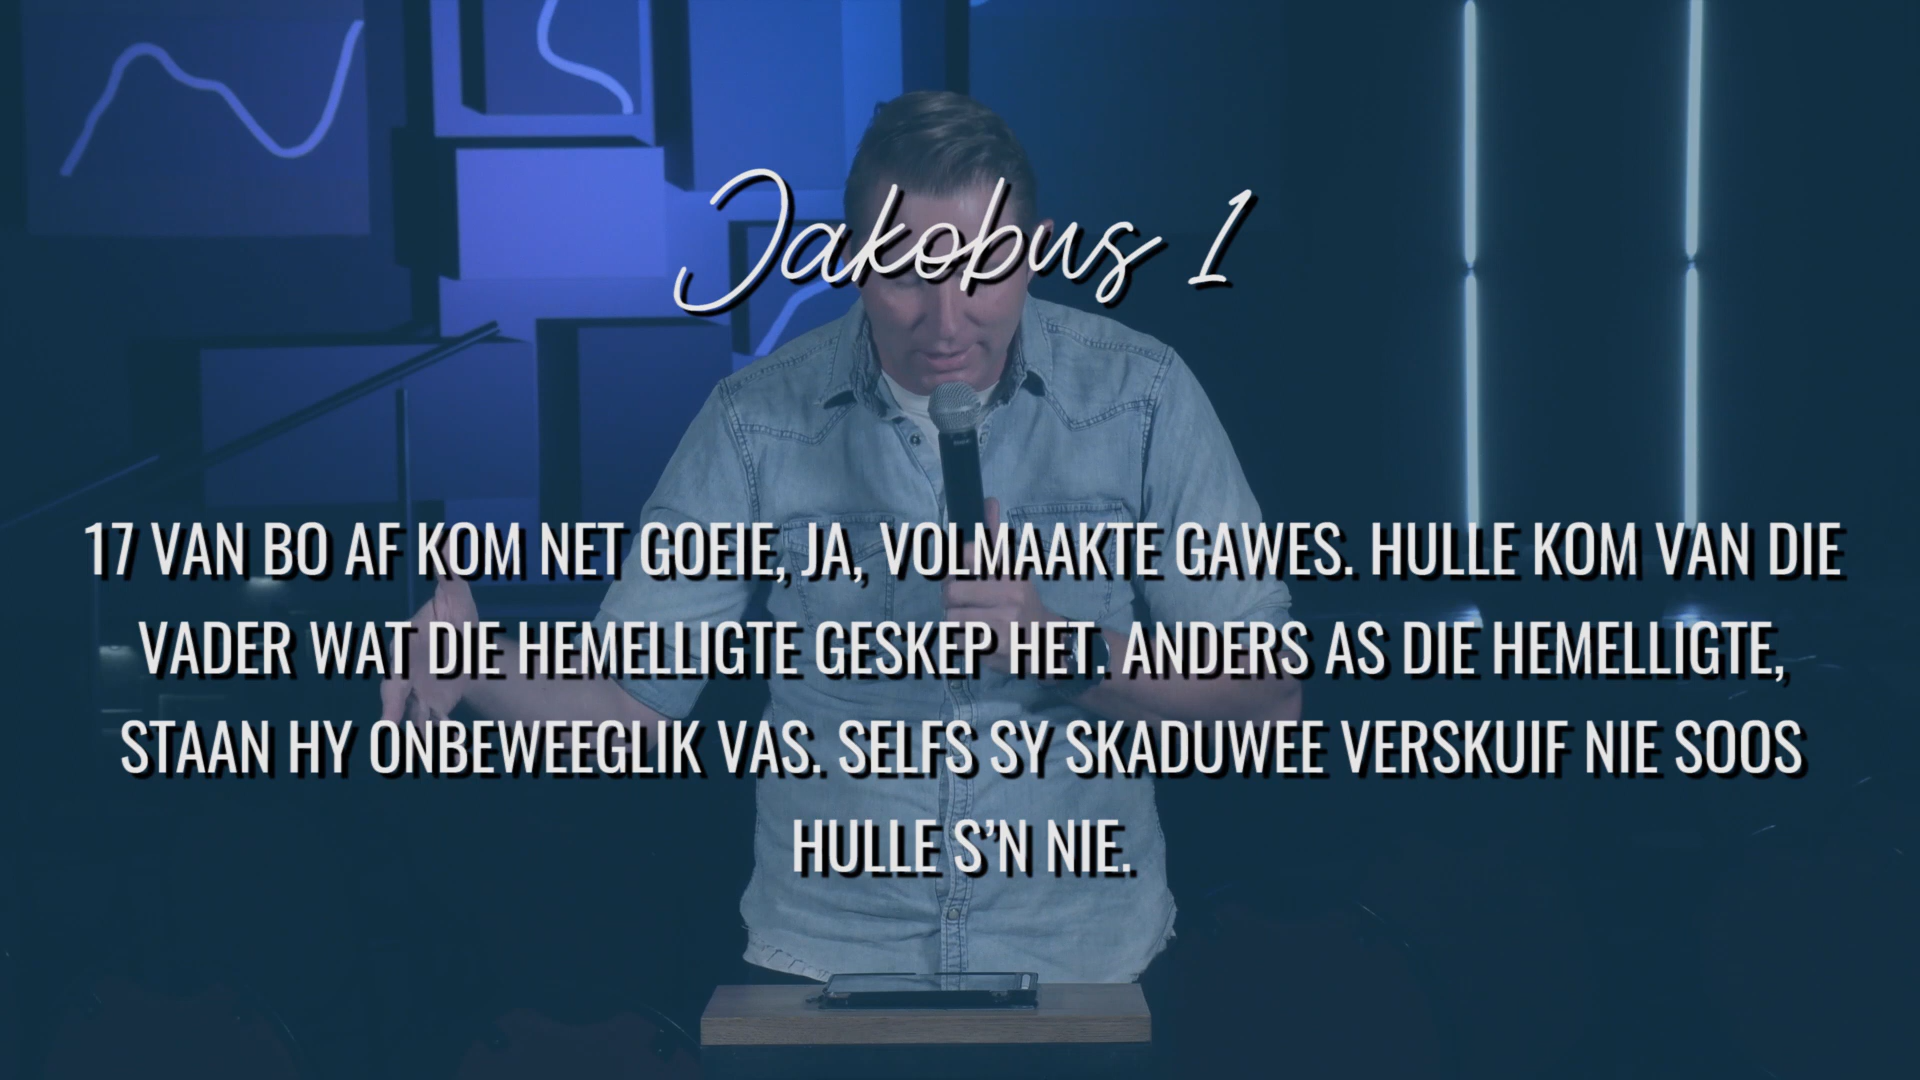 Jakobus 1
17 VAN BO AF KOM NET GOEIE, JA, VOLMAAKTE GAWES. HULLE KOM VAN DIE
VADER WAT DIE HEMELLIGTE GESKEP HET. ANDERS AS DIE HEMELLIGTE,
STAAN HY ONBEWEEGLIK VAS. SELFS SY SKADUWEE VERSKUIF NIE SOOS
HULLE S’N NIE.